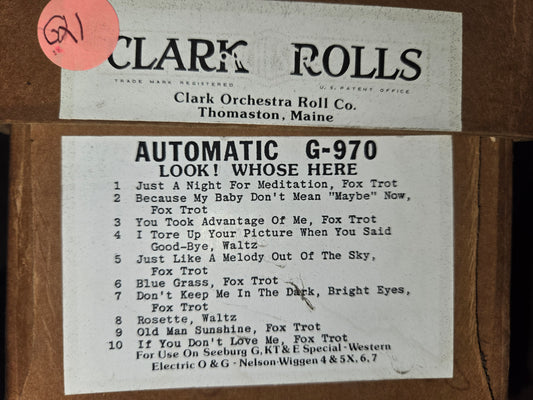 G21
CLARK ROLLS
TRADE MARK REGISTERED U.S. PATENT OFFICE
Clark Orchestra Roll Co.
Thomaston, Maine
AUTOMATIC G-970
LOOK! WHOSE HERE
1 Just A Night For Meditation, Fox Trot
2 Because My Baby Don't Mean "Maybe" Now,
Fox Trot
3 You Took Advantage Of Me, Fox Trot
4 I Tore Up Your Picture When You Said
Good-Bye, Waltz
5 Just Like A Melody Out Of The Sky,
Fox Trot
6 Blue Grass, Fox Trot
7 Don't Keep Me In The Dark, Bright Eyes,
Fox Trot
8 Rosette, Waltz
9 Old Man Sunshine, Fox Trot
10 If You Don't Love Me, Fox Trot
For Use On Seeburg G, KT & E Special - Western
Electric O & G - Nelson-Wiggen 4 & 5X, 6, 7